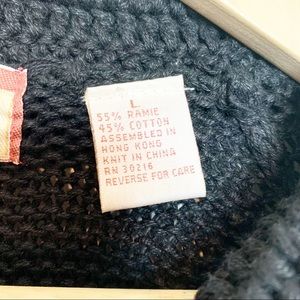 L
55% RAMIE
45% COTTON
ASSEMBLED IN
HONG KONG
KNIT IN CHINA
RN 30216
REVERSE FOR CARE